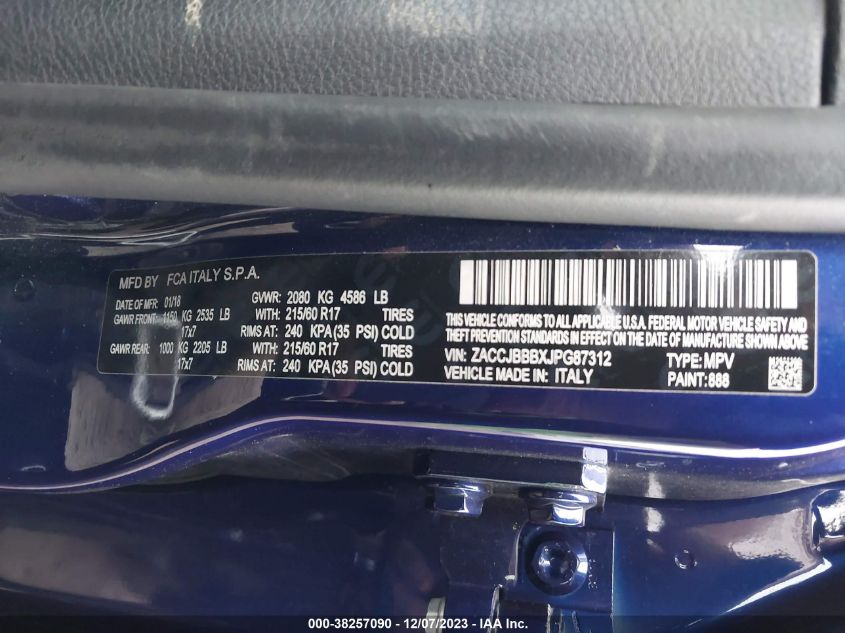 MFD BY FCA ITALY S.P.A.
DATE OF MFR: 01/18 GVWR: 2080 KG 4586 LB
GAWR FRONT: 1150 KG 2535 LB WITH: 215/60 R17 TIRES
17x7 RIMS AT: 240 KPA(35 PSI) COLD
GAWR REAR: 1000 KG 2205 LB WITH: 215/60 R17 TIRES
17x7 RIMS AT: 240 KPA(35 PSI) COLD
THIS VEHICLE CONFORMS TO ALL APPLICABLE U.S.A. FEDERAL MOTOR VEHICLE SAFETY AND
THEFT PREVENTION STANDARDS IN EFFECT ON THE DATE OF MANUFACTURE SHOWN ABOVE.
VIN: ZACCJBBBXJPG87312 TYPE: MPV
VEHICLE MADE IN: ITALY PAINT: 888
000-38257090 - 12/07/2023 - IAA Inc.